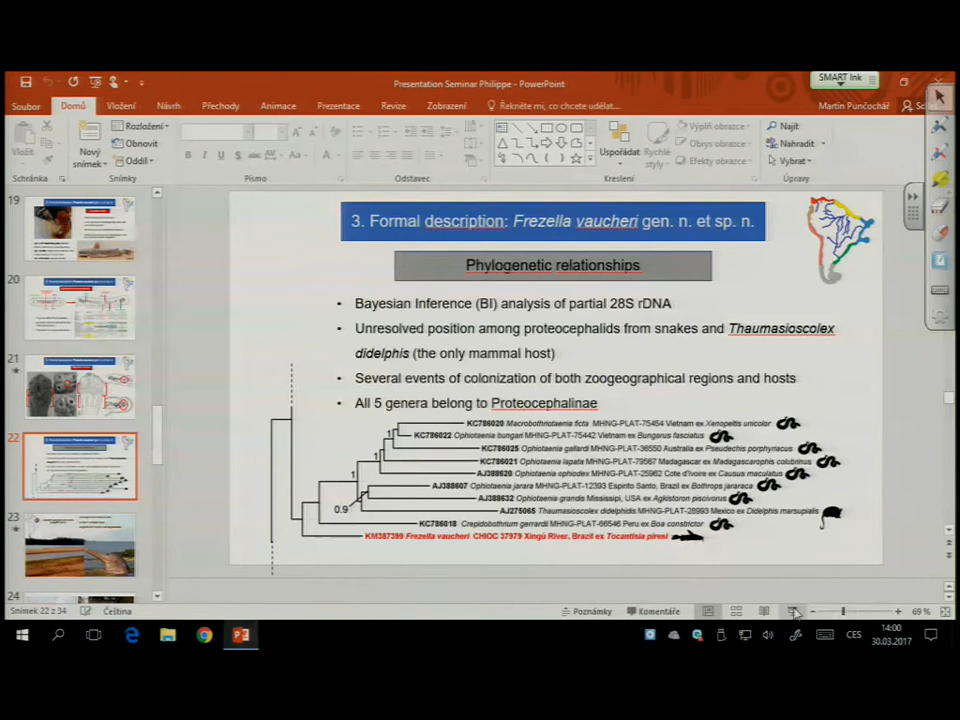 Presentation Seminar Philippe - PowerPoint
SMART Ink
Soubor Domů Vložení Návrh Přechody Animace Prezentace Revize Zobrazení Řekněte mi, co chcete udělat... Martin Punčochář
Vložit
Nový
snímek
Rozložení
Obnovit
Oddíl
B I U S abc AV Aa A
Uspořádat
Rychlé
styly
Výplň obrazce
Obrys obrazce
Efekty obrazce
Najít
Nahradit
Vybrat
Schránka Snímky Písmo Odstavec Kreslení Úpravy
19
20
21
22
23
24
3. Formal description: Frezella vaucheri gen. n. et sp. n.
Phylogenetic relationships
• Bayesian Inference (BI) analysis of partial 28S rDNA
• Unresolved position among proteocephalids from snakes and Thaumasioscolex
didelphis (the only mammal host)
• Several events of colonization of both zoogeographical regions and hosts
• All 5 genera belong to Proteocephalinae
KC786020 Macrobothriotaenia ficta MHNG-PLAT-75454 Vietnam ex Xenopeltis unicolor
KC786022 Ophiotaenia bungari MHNG-PLAT-75442 Vietnam ex Bungarus fasciatus
KC786025 Ophiotaenia gallardi MHNG-PLAT-36550 Australia ex Pseudechis porphyriacus
KC786021 Ophiotaenia lapata MHNG-PLAT-79567 Madagascar ex Madagascarophis colubrinus
AJ388620 Ophiotaenia ophiodex MHNG-PLAT-25962 Cote d'Ivoire ex Causus maculatus
AJ388607 Ophiotaenia jarara MHNG-PLAT-12393 Espirito Santo, Brazil ex Bothrops jararaca
AJ388632 Ophiotaenia grandis Mississipi, USA ex Agkistroon piscivorus
AJ275065 Thaumasioscolex didelphidis MHNG-PLAT-28993 Mexico ex Didelphis marsupialis
KC786018 Crepidobothrium gerrardi MHNG-PLAT-66546 Peru ex Boa constrictor
KM387399 Frezella vaucheri CHIOC 37979 Xingú River, Brazil ex Tocantisia piresi
1
1
1
0.9
Snímek 22 z 34 Čeština Poznámky Komentáře 69 %
CES
14:00
30.03.2017